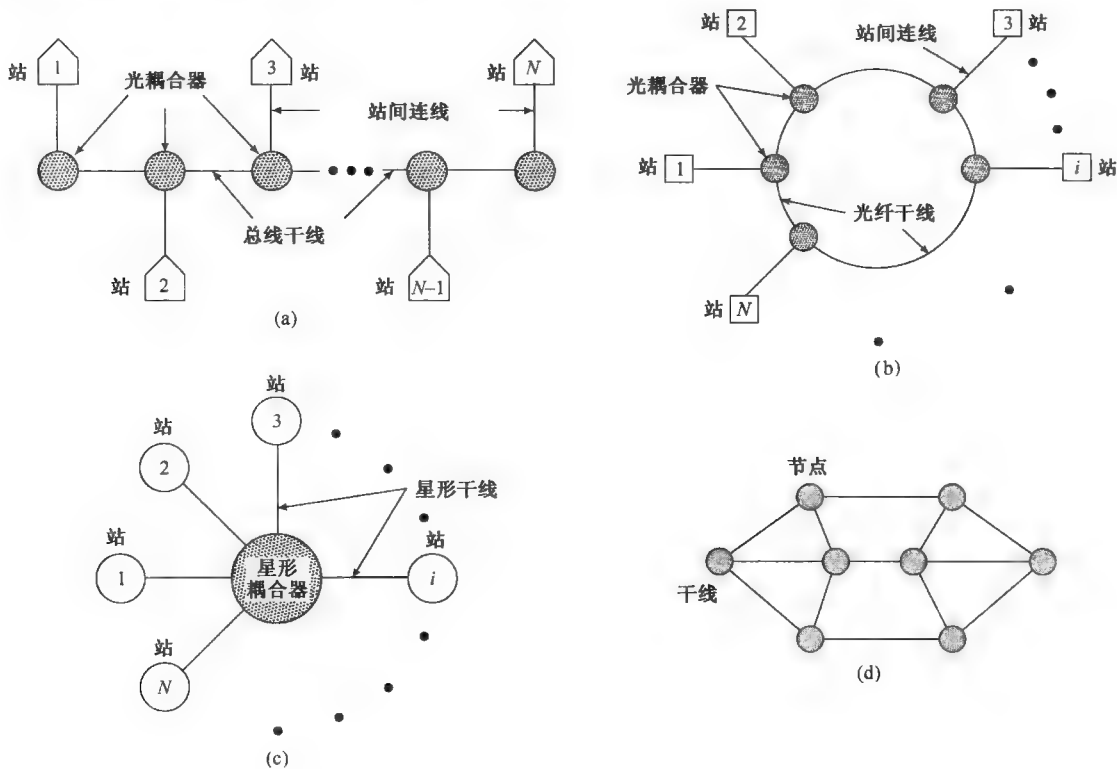 站 1
光耦合器
3 站
站 N
站间连线
总线干线
站 2
站 N–1
(a)
2 站
3 站
站间连线
光耦合器
站 1
i 站
光纤干线
站 N
(b)
站
3
站
2
星形干线
站
1
星形
耦合器
站
i
站
N
(c)
节点
干线
(d)